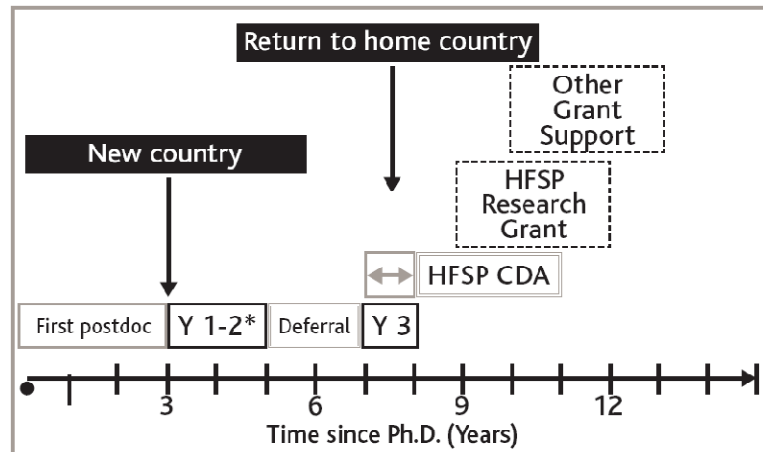 Return to home country
Other
Grant
Support
New country
HFSP
Research
Grant
HFSP CDA
First postdoc
Y 1-2*
Deferral
Y 3
3
6
9
12
Time since Ph.D. (Years)